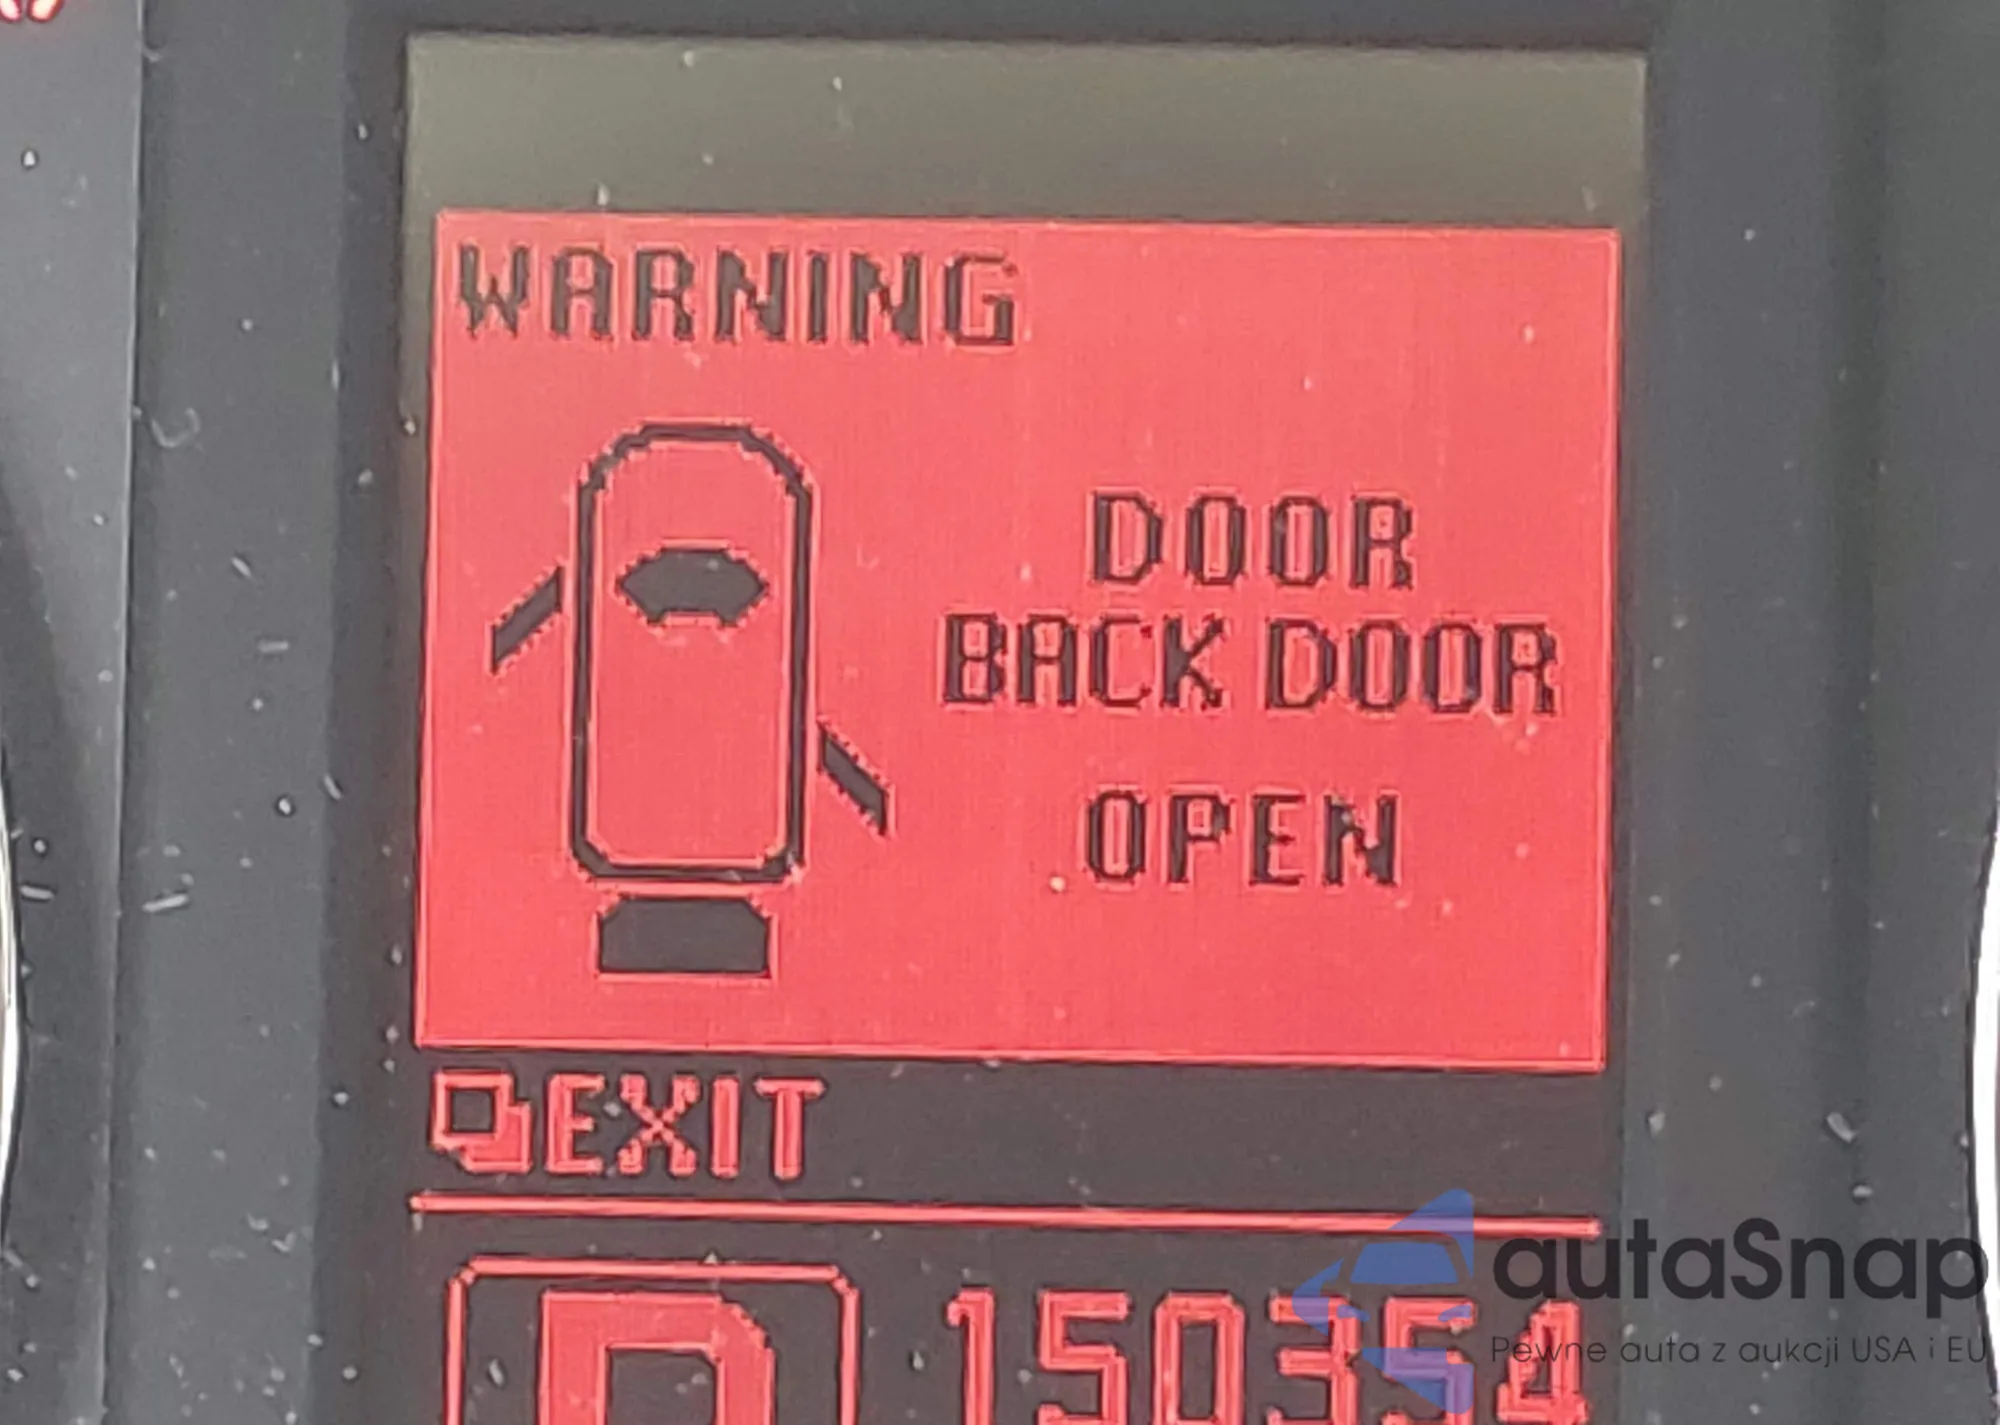 WARNING
DOOR
BACK DOOR
OPEN
EXIT
150354
autaSnap
Pewne auta z aukcji USA i EU